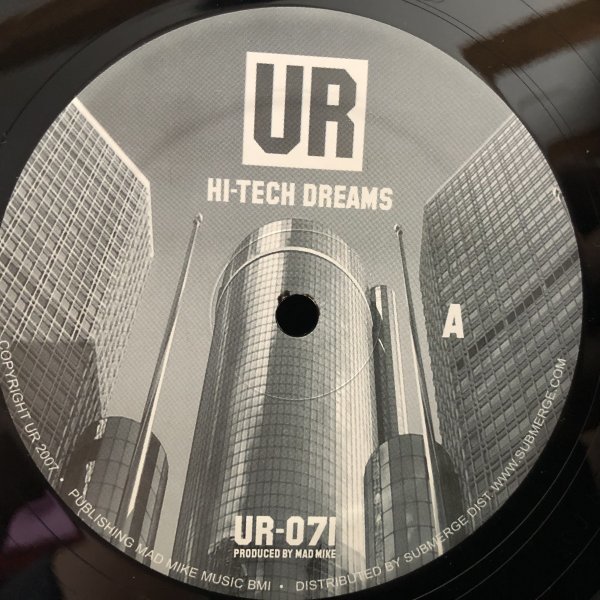 UR
HI-TECH DREAMS
A
UR-071
PRODUCED BY MAD MIKE
COPYRIGHT UR 2007 • PUBLISHING MAD MIKE MUSIC BMI • DISTRIBUTED BY SUBMERGE DIST. WWW.SUBMERGE.COM